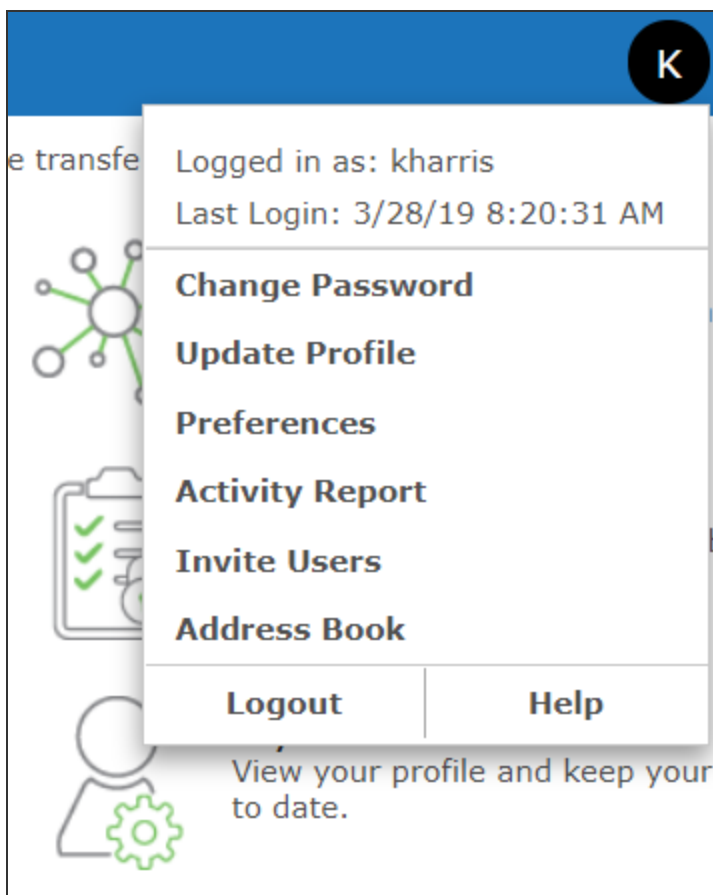 K
e transfe
Logged in as: kharris
Last Login: 3/28/19 8:20:31 AM
Change Password
Update Profile
Preferences
Activity Report
Invite Users
Address Book
Logout Help
View your profile and keep your
to date.